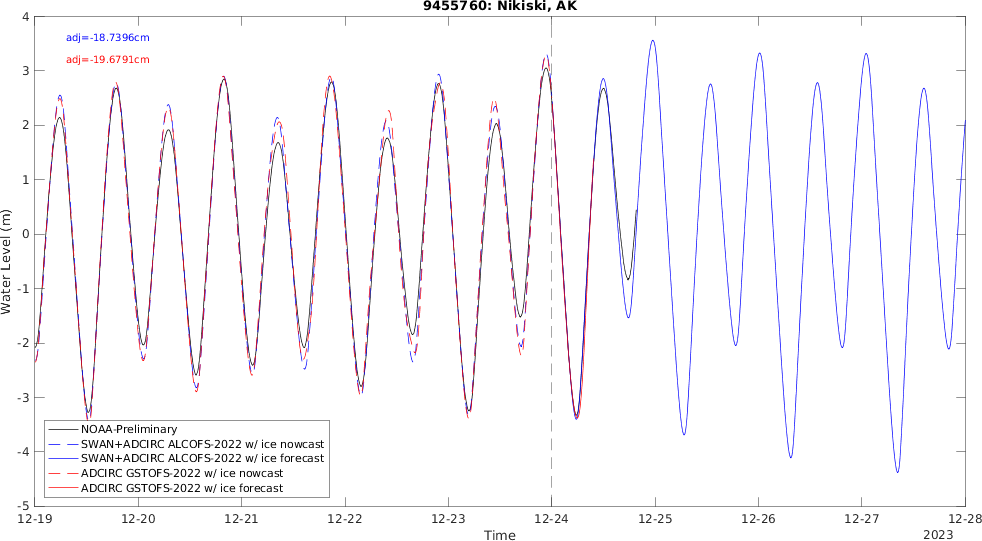 9455760: Nikiski, AK
adj=-18.7396cm
adj=-19.6791cm
4
3
2
1
0
-1
-2
-3
-4
-5
Water Level (m)
NOAA-Preliminary
SWAN+ADCIRC ALCOFS-2022 w/ ice nowcast
SWAN+ADCIRC ALCOFS-2022 w/ ice forecast
ADCIRC GSTOFS-2022 w/ ice nowcast
ADCIRC GSTOFS-2022 w/ ice forecast
12-19 12-20 12-21 12-22 12-23 12-24 12-25 12-26 12-27 12-28
Time
2023